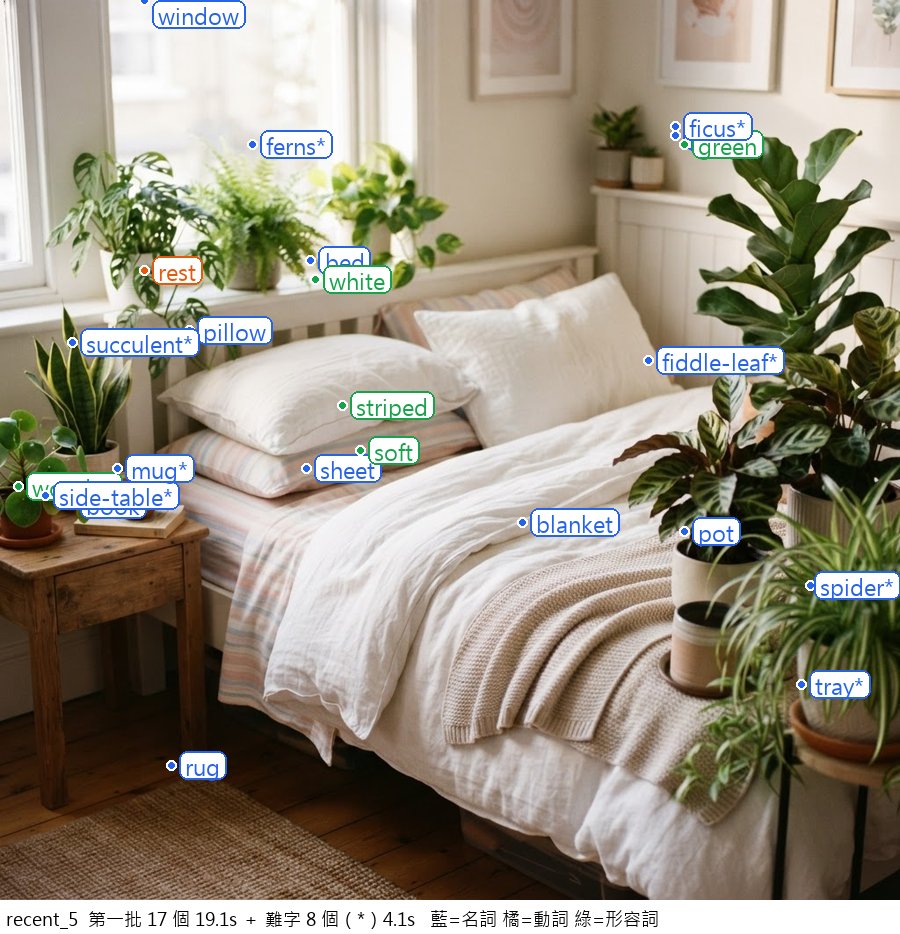 window
ferns*
ficus*
green
bed
rest
white
pillow
succulent*
fiddle-leaf*
striped
soft
mug*
sheet
side-table*
book
blanket
pot
spider*
tray*
rug
recent_5 第一批 17 個 19.1s + 難字 8 個 ( * ) 4.1s 藍=名詞 橘=動詞 綠=形容詞